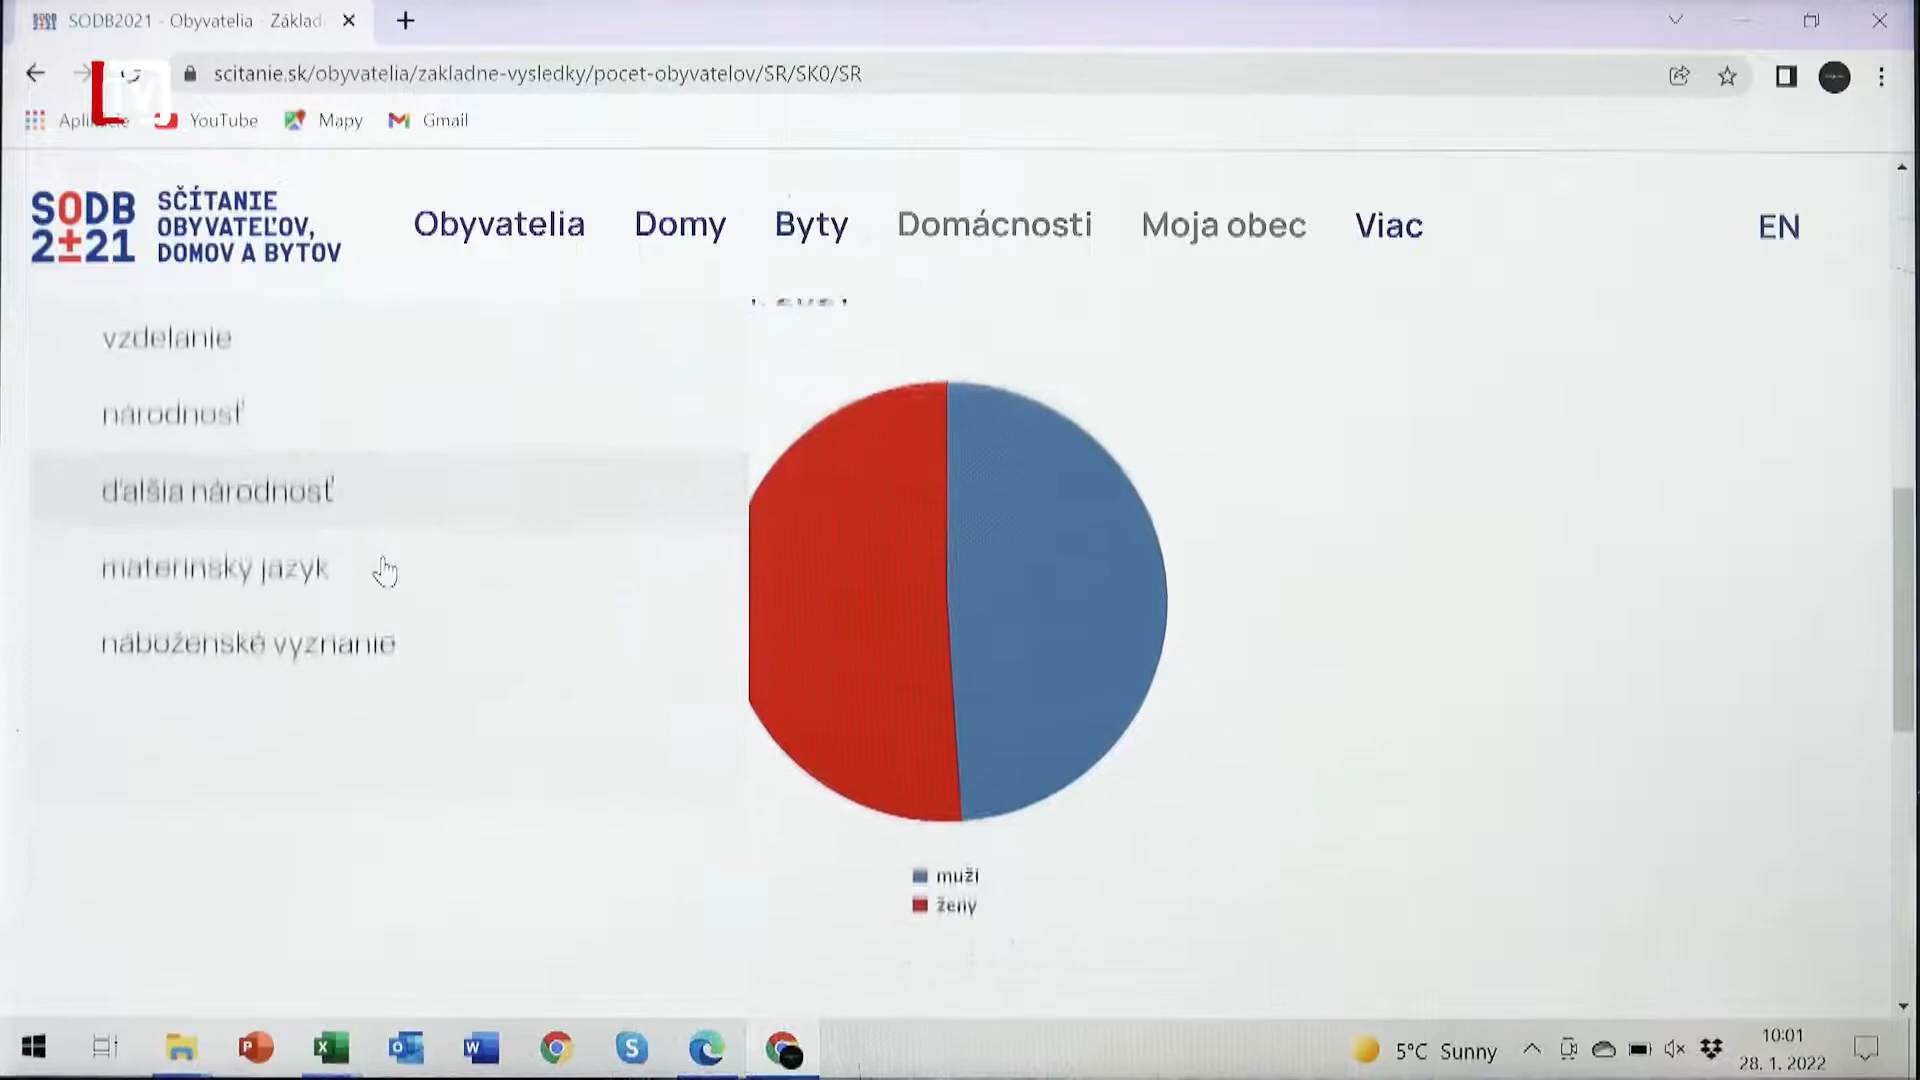 SODB2021 - Obyvatelia - Základ
scitanie.sk/obyvatelia/zakladne-vysledky/pocet-obyvatelov/SR/SK0/SR
YouTube
Mapy
Gmail
SODB
2±21
SČÍTANIE
OBYVATEĽOV,
DOMOV A BYTOV
Obyvatelia
Domy
Byty
Domácnosti
Moja obec
Viac
EN
vzdelanie
národnosť
ďalšia národnosť
materinský jazyk
náboženské vyznanie
muži
ženy
5°C Sunny
10:01
28. 1. 2022